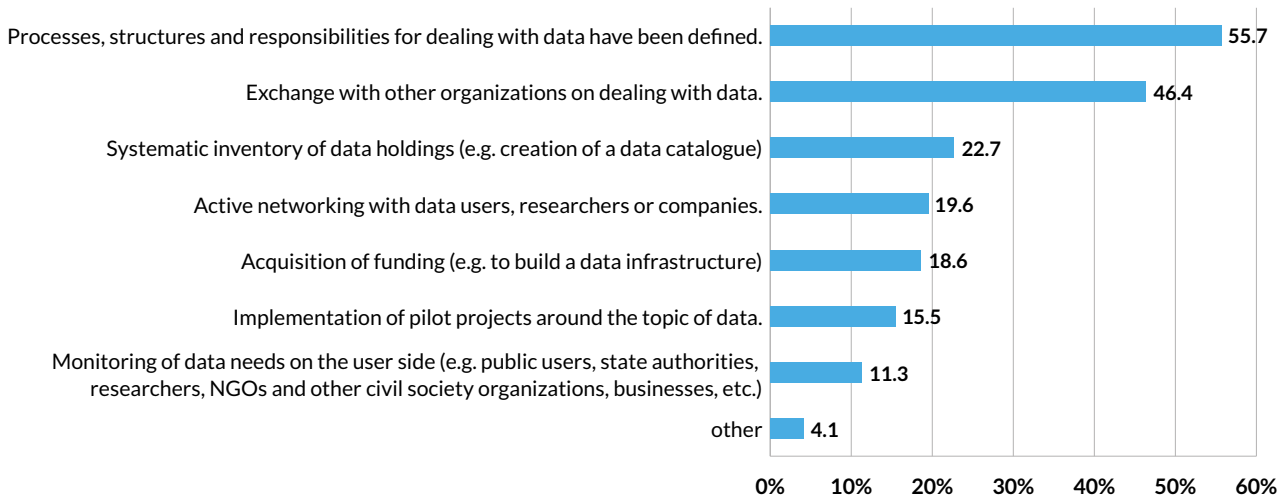 Processes, structures and responsibilities for dealing with data have been defined. 55.7
Exchange with other organizations on dealing with data. 46.4
Systematic inventory of data holdings (e.g. creation of a data catalogue) 22.7
Active networking with data users, researchers or companies. 19.6
Acquisition of funding (e.g. to build a data infrastructure) 18.6
Implementation of pilot projects around the topic of data. 15.5
Monitoring of data needs on the user side (e.g. public users, state authorities,
researchers, NGOs and other civil society organizations, businesses, etc.) 11.3
other 4.1
0% 10% 20% 30% 40% 50% 60%